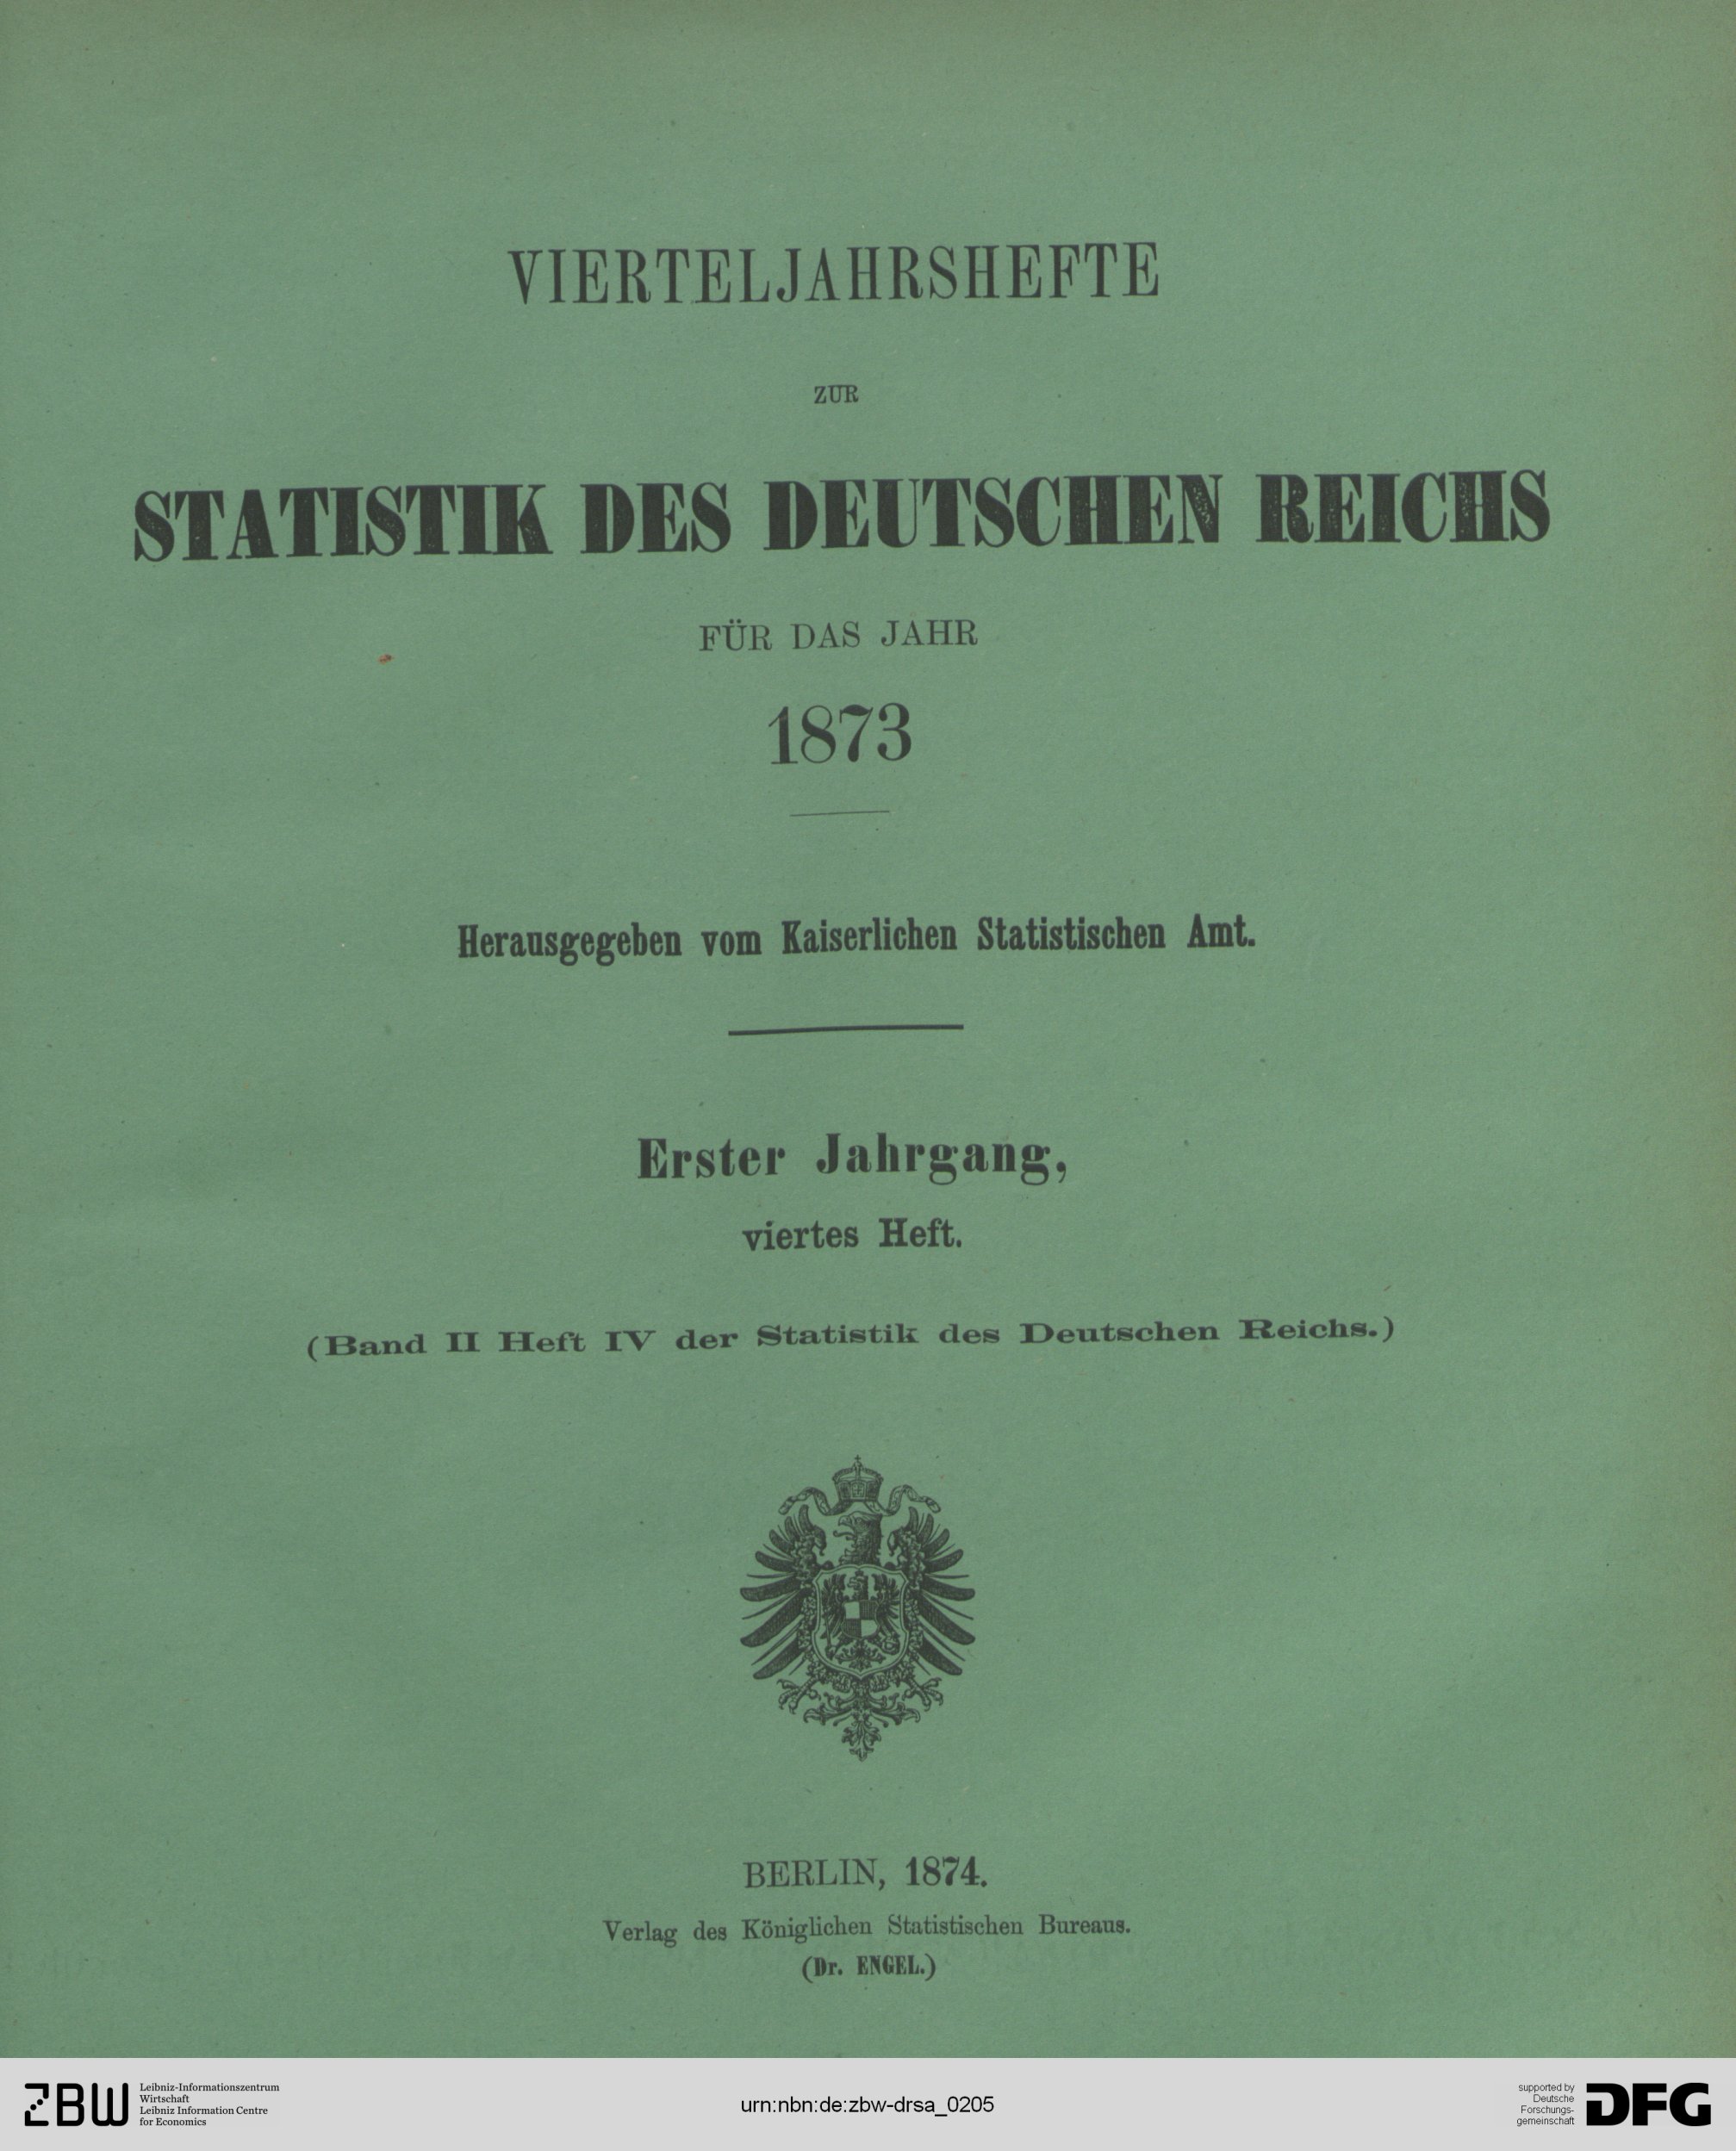 VIERTELJAHRSHEFTE
ZUR
STATISTIK DES DEUTSCHEN REICHS
FÜR DAS JAHR
1873
Herausgegeben vom Kaiserlichen Statistischen Amt.
Erster Jahrgang,
viertes Heft.
(Band II Heft IV der Statistik des Deutschen Reichs.)
BERLIN, 1874.
Verlag des Königlichen Statistischen Bureaus.
(Dr. ENGEL.)
ZBW
Leibniz-Informationszentrum
Wirtschaft
Leibniz Information Centre
for Economics
urn:nbn:de:zbw-drsa_0205
supported by
Deutsche
Forschungs-
gemeinschaft
DFG